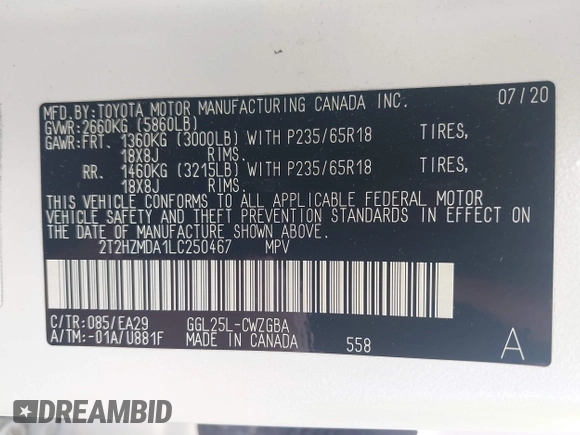 MFD.BY:TOYOTA MOTOR MANUFACTURING CANADA INC. 07/20
GVWR:2660KG (5860LB)
GAWR:FRT. 1360KG (3000LB) WITH P235/65R18 TIRES,
18X8J RIMS.
RR. 1460KG (3215LB) WITH P235/65R18 TIRES,
18X8J RIMS.
THIS VEHICLE CONFORMS TO ALL APPLICABLE FEDERAL MOTOR
VEHICLE SAFETY AND THEFT PREVENTION STANDARDS IN EFFECT ON
THE DATE OF MANUFACTURE SHOWN ABOVE.
2T2HZMDA1LC250467 MPV
C/TR:085/EA29 GGL25L-CWZGBA
A/TM:-01A/U881F MADE IN CANADA 558 A
DREAMBID